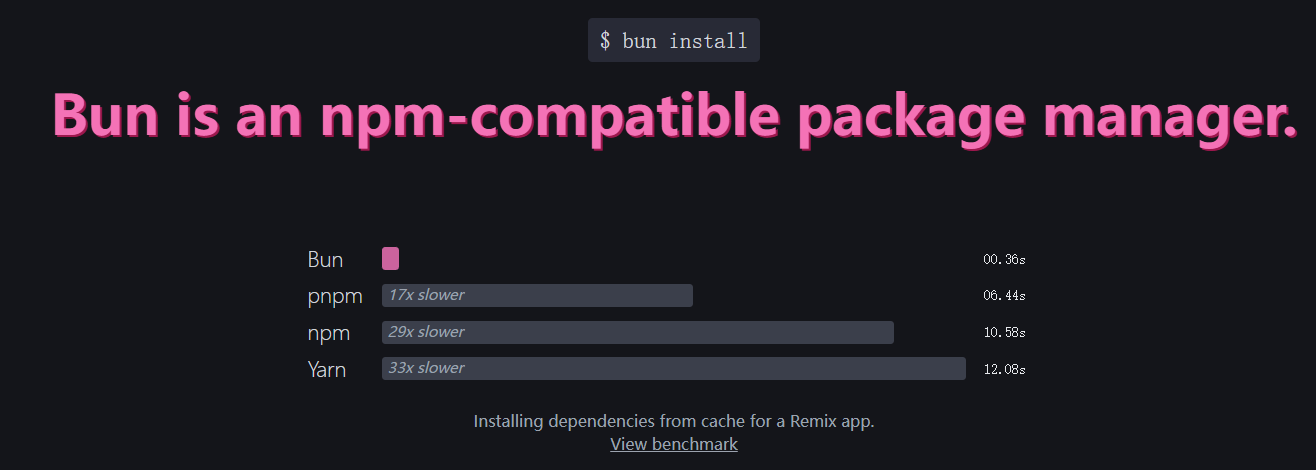 $ bun install
Bun is an npm-compatible package manager.
Bun 00.36s
pnpm 17x slower 06.44s
npm 29x slower 10.58s
Yarn 33x slower 12.08s
Installing dependencies from cache for a Remix app.
View benchmark